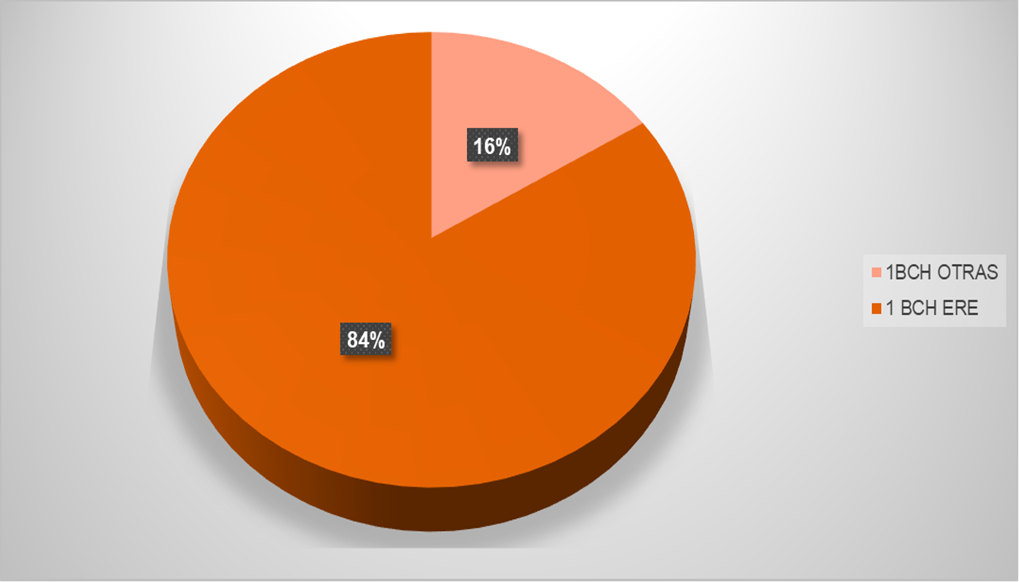 16%
84%
1BCH OTRAS
1 BCH ERE